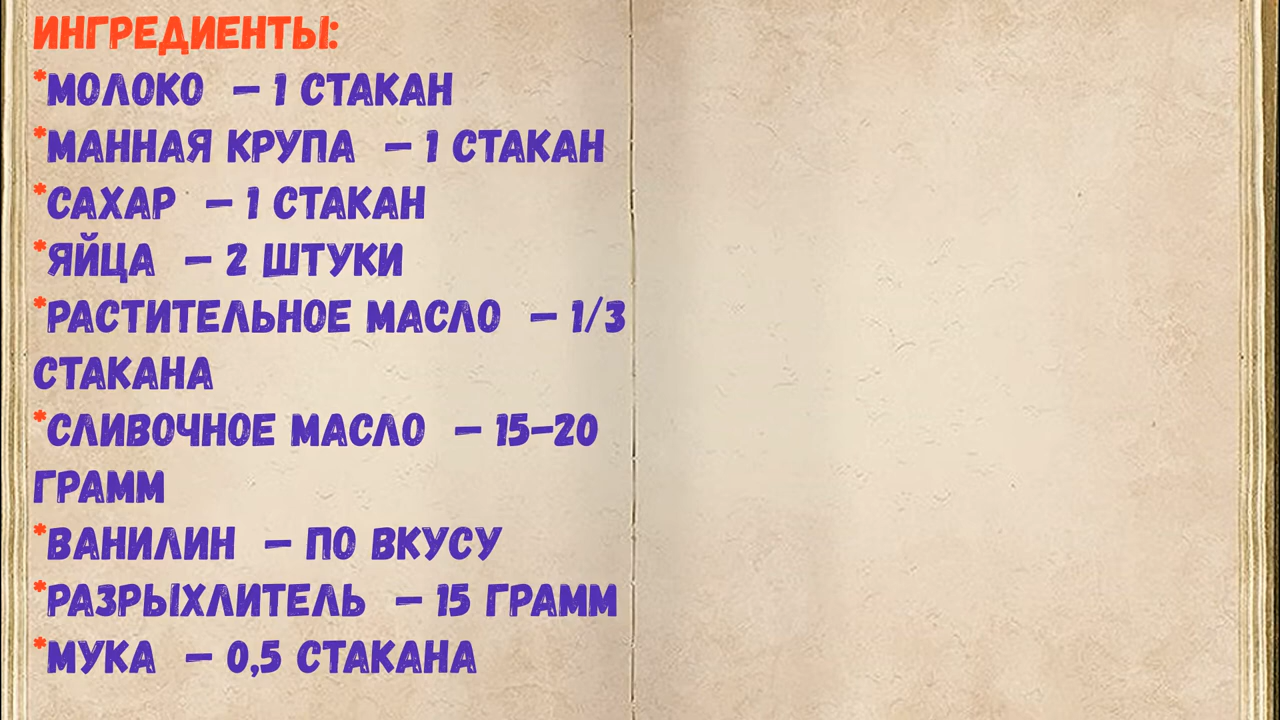 ИНГРЕДИЕНТЫ:
*МОЛОКО – 1 СТАКАН
*МАННАЯ КРУПА – 1 СТАКАН
*САХАР – 1 СТАКАН
*ЯЙЦА – 2 ШТУКИ
*РАСТИТЕЛЬНОЕ МАСЛО – 1/3
СТАКАНА
*СЛИВОЧНОЕ МАСЛО – 15-20
ГРАММ
*ВАНИЛИН – ПО ВКУСУ
*РАЗРЫХЛИТЕЛЬ – 15 ГРАММ
*МУКА – 0,5 СТАКАНА